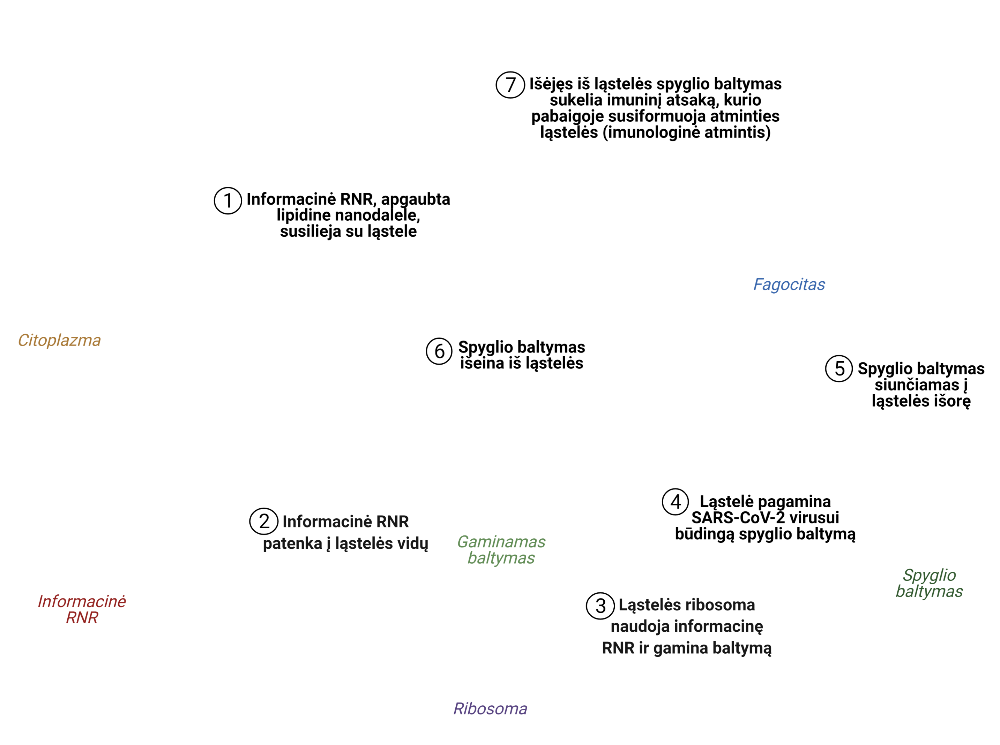 7 Išėjęs iš ląstelės spyglio baltymas
sukelia imuninį atsaką, kurio
pabaigoje susiformuoja atminties
ląstelės (imunologinė atmintis)
1 Informacinė RNR, apgaubta
lipidine nanodalele,
susilieja su ląstele
Fagocitas
Citoplazma
6 Spyglio baltymas
išeina iš ląstelės
5 Spyglio baltymas
siunčiamas į
ląstelės išorę
4 Ląstelė pagamina
SARS-CoV-2 virusui
būdingą spyglio baltymą
2 Informacinė RNR
patenka į ląstelės vidų
Gaminamas
baltymas
Spyglio
baltymas
Informacinė
RNR
3 Ląstelės ribosoma
naudoja informacinę
RNR ir gamina baltymą
Ribosoma